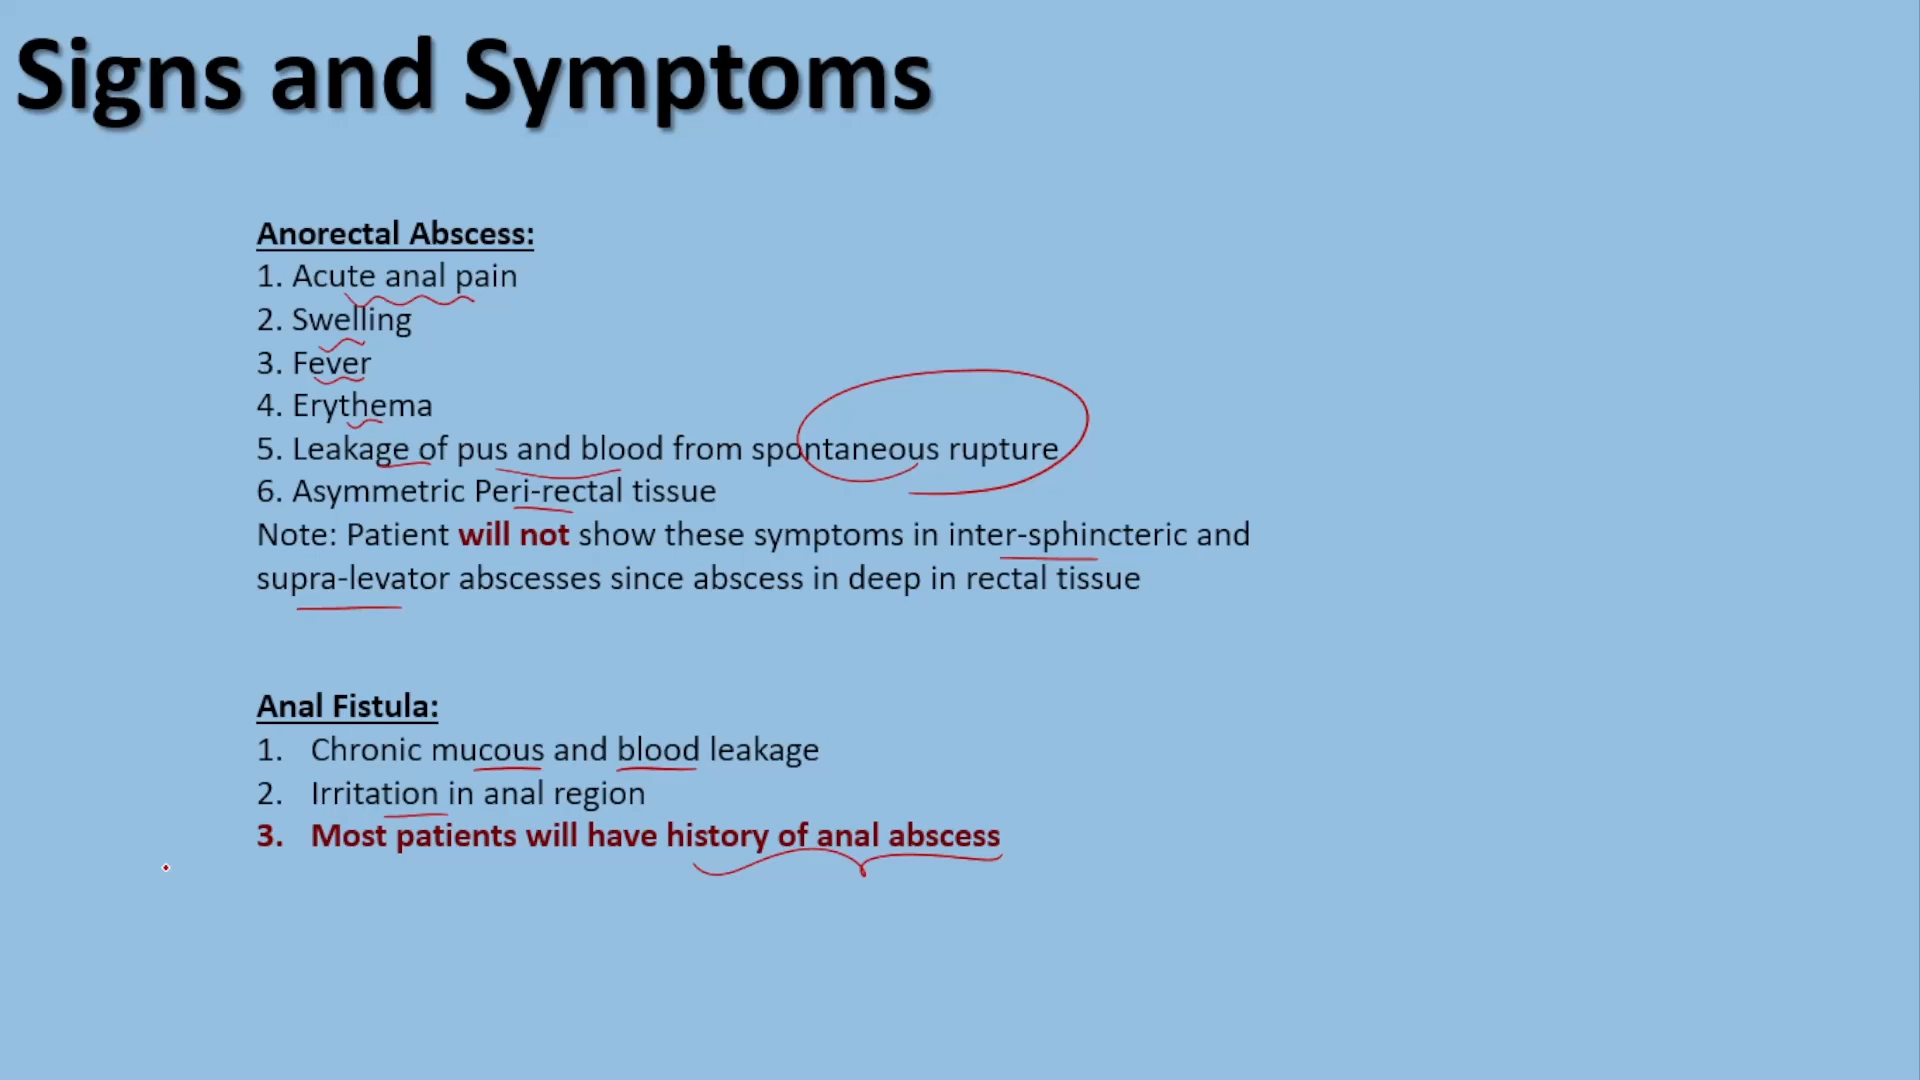 Signs and Symptoms
Anorectal Abscess:
1. Acute anal pain
2. Swelling
3. Fever
4. Erythema
5. Leakage of pus and blood from spontaneous rupture
6. Asymmetric Peri-rectal tissue
Note: Patient will not show these symptoms in inter-sphincteric and
supra-levator abscesses since abscess in deep in rectal tissue
Anal Fistula:
1. Chronic mucous and blood leakage
2. Irritation in anal region
3. Most patients will have history of anal abscess